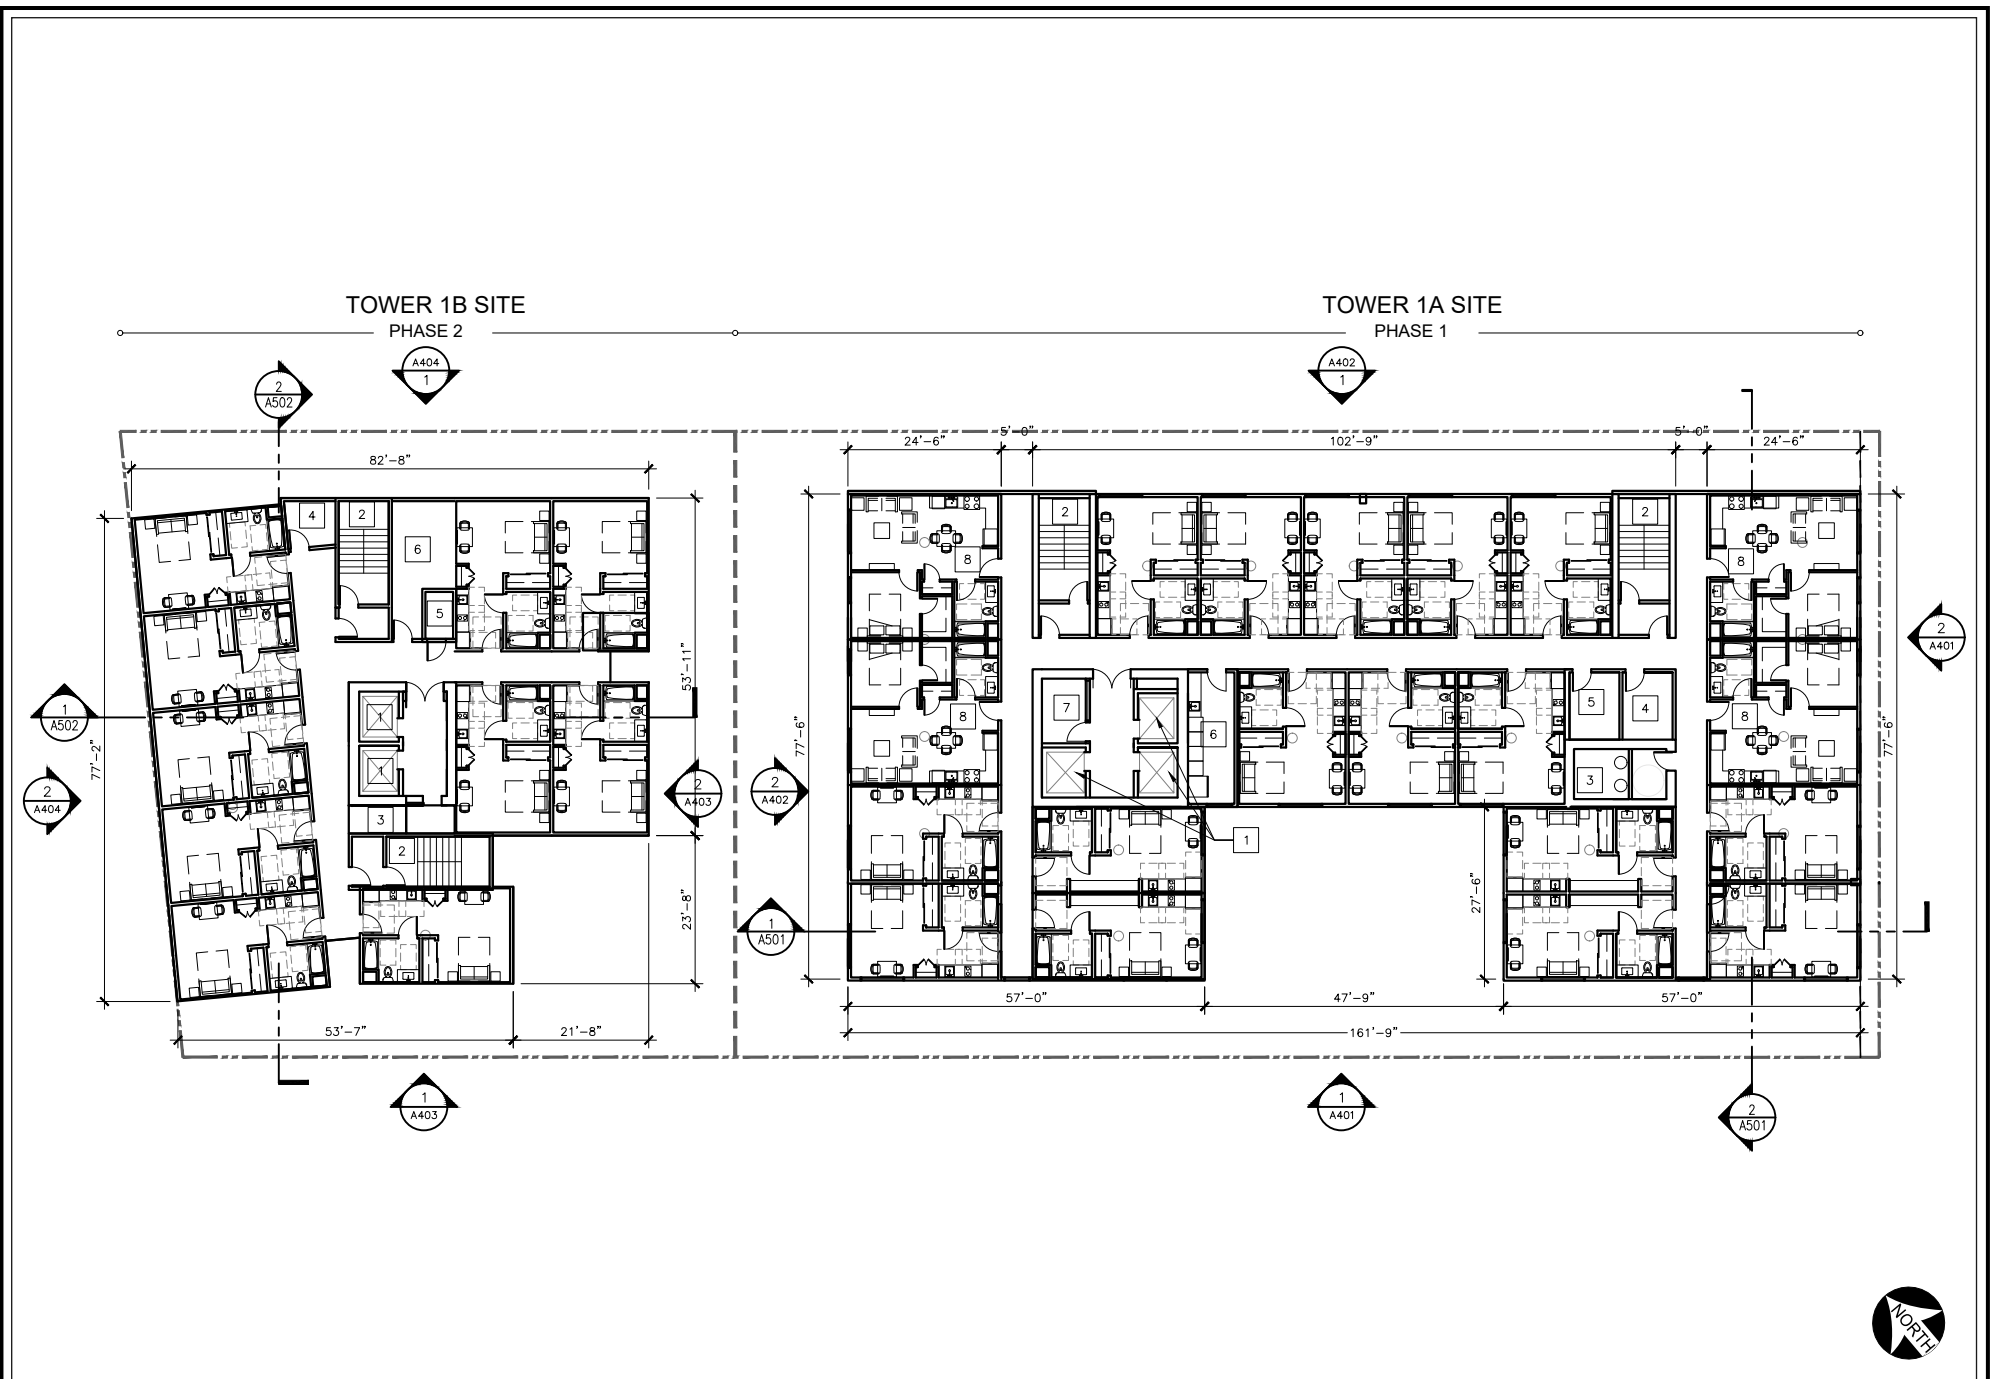 TOWER 1B SITE
PHASE 2
TOWER 1A SITE
PHASE 1
A404
1
A402
1
2
A502
24'-6"
5'-0"
102'-9"
5'-0"
24'-6"
82'-8"
4
2
6
5
2
8
2
8
2
A401
53'-11"
1
A502
77'-2"
1
1
3
2
2
A404
2
A403
77'-6"
2
A402
7
6
8
5
4
3
8
77'-6"
1
23'-8"
27'-6"
1
A501
53'-7"
21'-8"
57'-0"
47'-9"
57'-0"
161'-9"
1
A403
1
A401
2
A501
NORTH